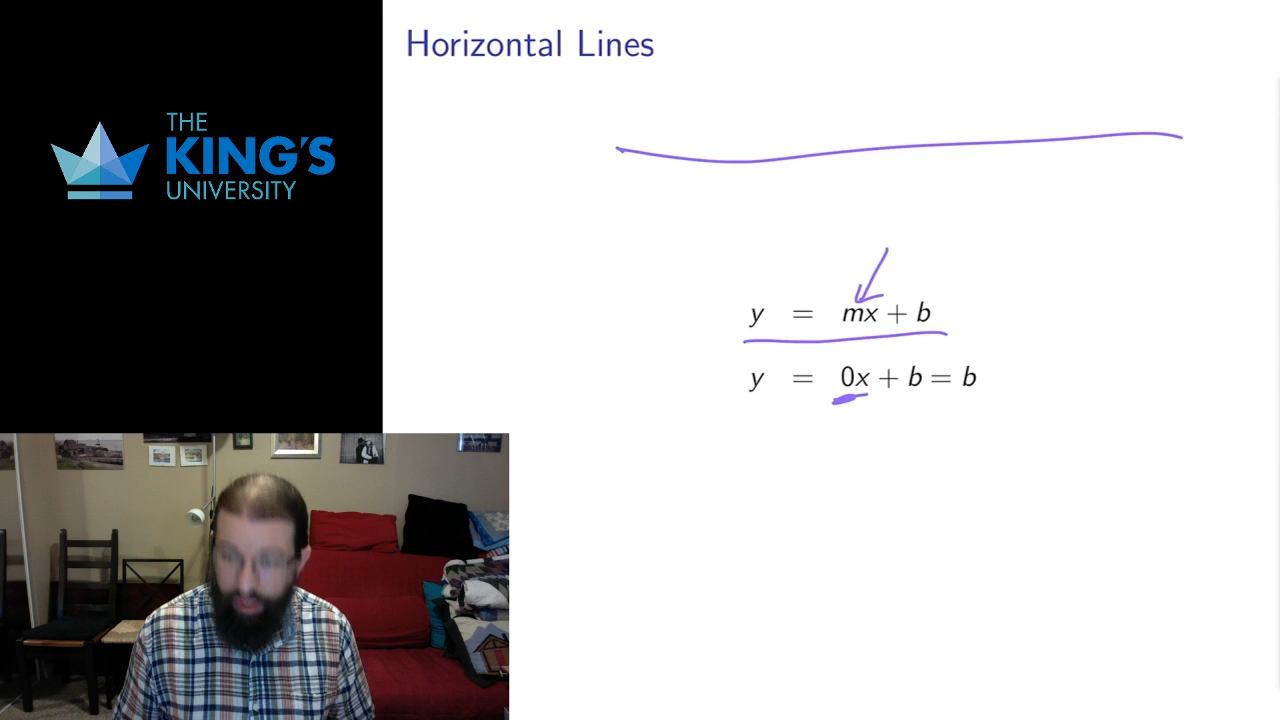 THE
KING'S
UNIVERSITY
Horizontal Lines
y = mx + b
y = 0x + b = b